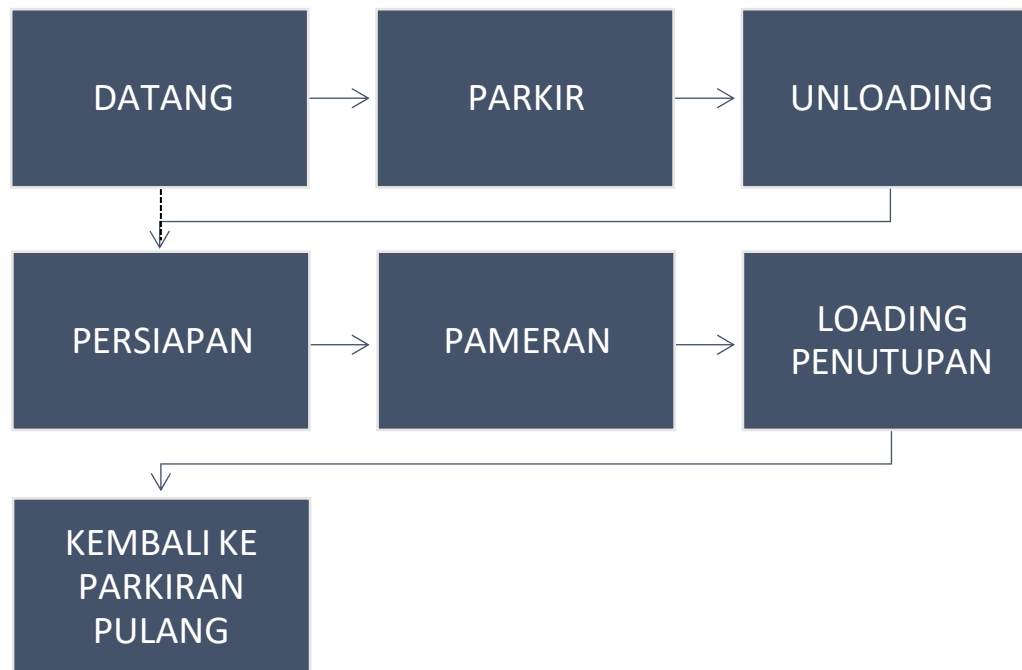 DATANG
PARKIR
UNLOADING
PERSIAPAN
PAMERAN
LOADING
PENUTUPAN
KEMBALI KE
PARKIRAN
PULANG